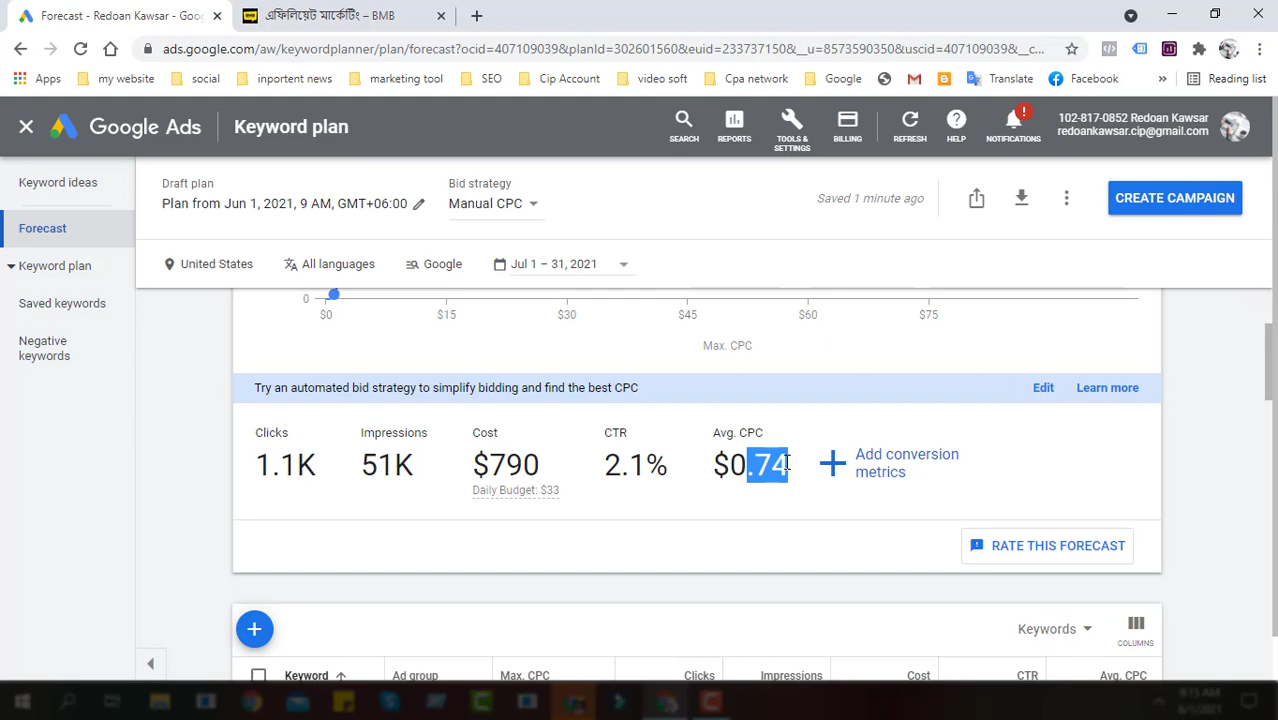 Forecast - Redoan Kawsar - Goo
এফিলিয়েট মার্কেটিং – BMB
ads.google.com/aw/keywordplanner/plan/forecast?ocid=407109039&planId=302601560&euid=233737150&__u=8573590350&uscid=407109039&__c...
Apps my website social inportent news marketing tool SEO Cip Account video soft Cpa network Google Translate Facebook » Reading list
Google Ads Keyword plan
SEARCH REPORTS TOOLS & SETTINGS BILLING REFRESH HELP NOTIFICATIONS
102-817-0852 Redoan Kawsar
redoankawsar.cip@gmail.com
Keyword ideas
Forecast
Keyword plan
Saved keywords
Negative
keywords
Draft plan
Plan from Jun 1, 2021, 9 AM, GMT+06:00
Bid strategy
Manual CPC
Saved 1 minute ago
CREATE CAMPAIGN
United States All languages Google Jul 1 – 31, 2021
0
$0 $15 $30 $45 $60 $75
Max. CPC
Try an automated bid strategy to simplify bidding and find the best CPC Edit Learn more
Clicks Impressions Cost CTR Avg. CPC
1.1K 51K $790 2.1% $0.74
Daily Budget: $33
Add conversion
metrics
RATE THIS FORECAST
Keywords
COLUMNS
Keyword Ad group Max. CPC Clicks Impressions Cost CTR Avg. CPC
9:15 AM
6/1/2021